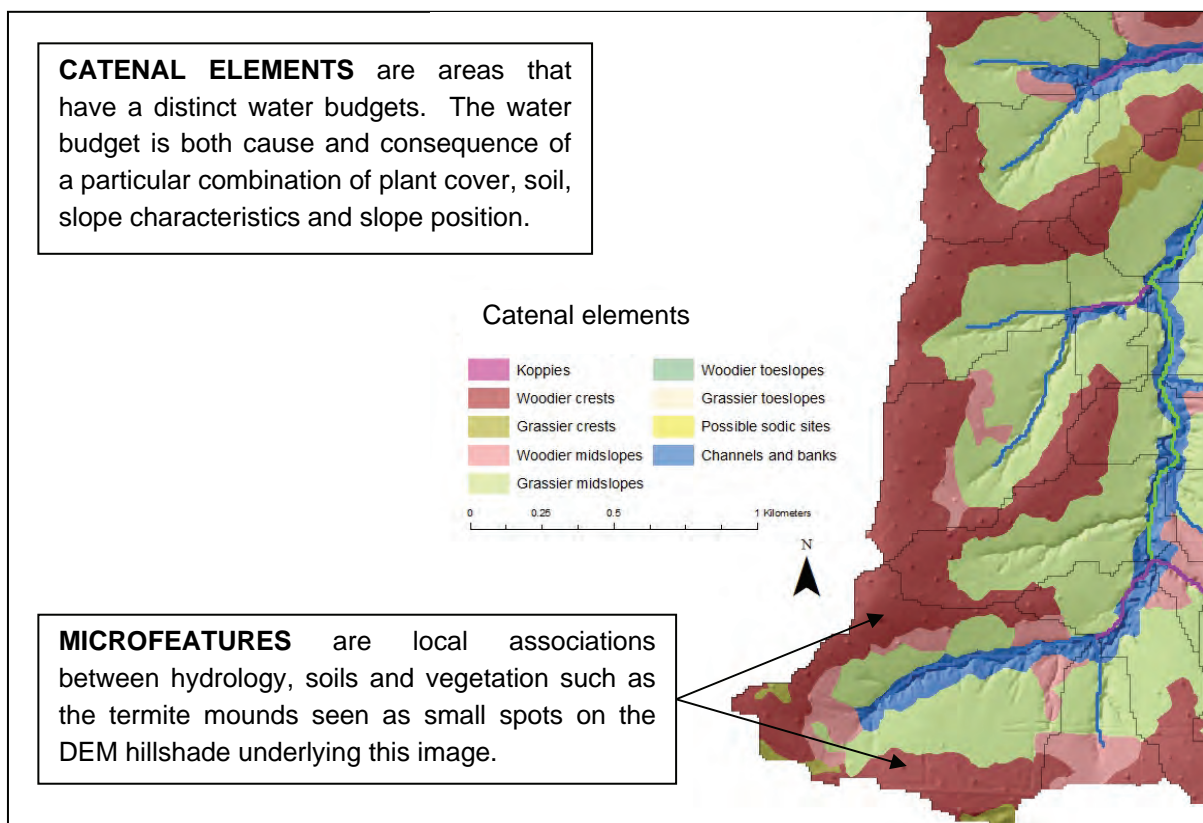 CATENAL ELEMENTS are areas that
have a distinct water budgets. The water
budget is both cause and consequence of
a particular combination of plant cover, soil,
slope characteristics and slope position.
Catenal elements
Koppies
Woodier crests
Grassier crests
Woodier midslopes
Grassier midslopes
Woodier toeslopes
Grassier toeslopes
Possible sodic sites
Channels and banks
0 0.25 0.5 1 Kilometers
N
MICROFEATURES are local associations
between hydrology, soils and vegetation such as
the termite mounds seen as small spots on the
DEM hillshade underlying this image.